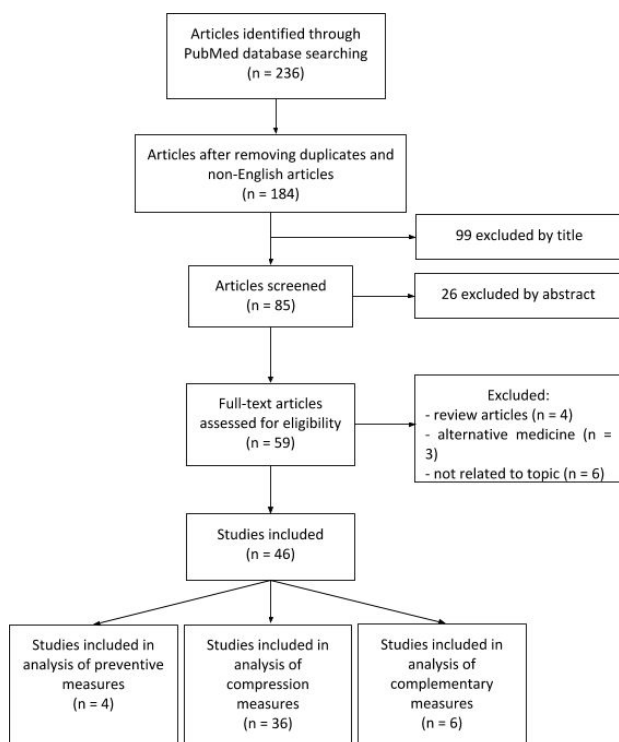 Articles identified through
PubMed database searching
(n = 236)
Articles after removing duplicates and
non-English articles
(n = 184)
99 excluded by title
Articles screened
(n = 85)
26 excluded by abstract
Full-text articles
assessed for eligibility
(n = 59)
Excluded:
- review articles (n = 4)
- alternative medicine (n =
3)
- not related to topic (n = 6)
Studies included
(n = 46)
Studies included in
analysis of preventive
measures
(n = 4)
Studies included in
analysis of
compression
measures
(n = 36)
Studies included in
analysis of
complementary
measures
(n = 6)